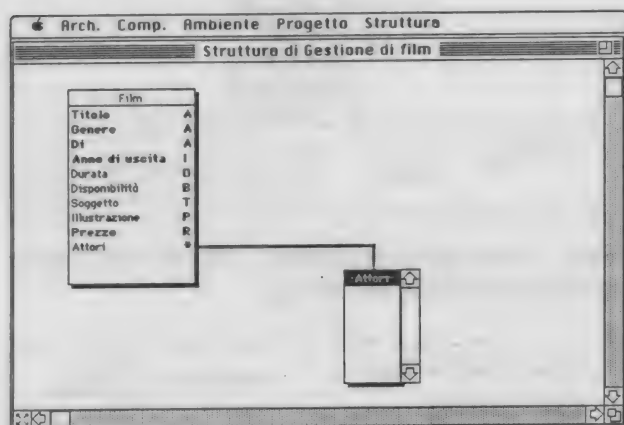 Arch. Comp. Ambiente Progetto Struttura
Struttura di Gestione di film
Film
Titolo A
Genere A
Di A
Anno di uscita I
Durata D
Disponibilità B
Soggetto T
Illustrazione P
Prezzo R
Attori *
Attori